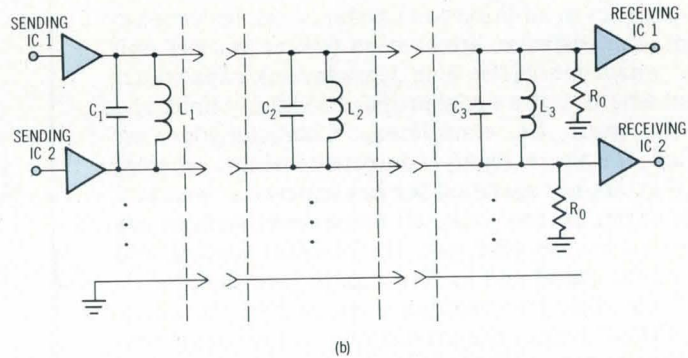 SENDING
IC 1
RECEIVING
IC 1
C1
L1
C2
L2
C3
L3
R0
SENDING
IC 2
RECEIVING
IC 2
R0
(b)